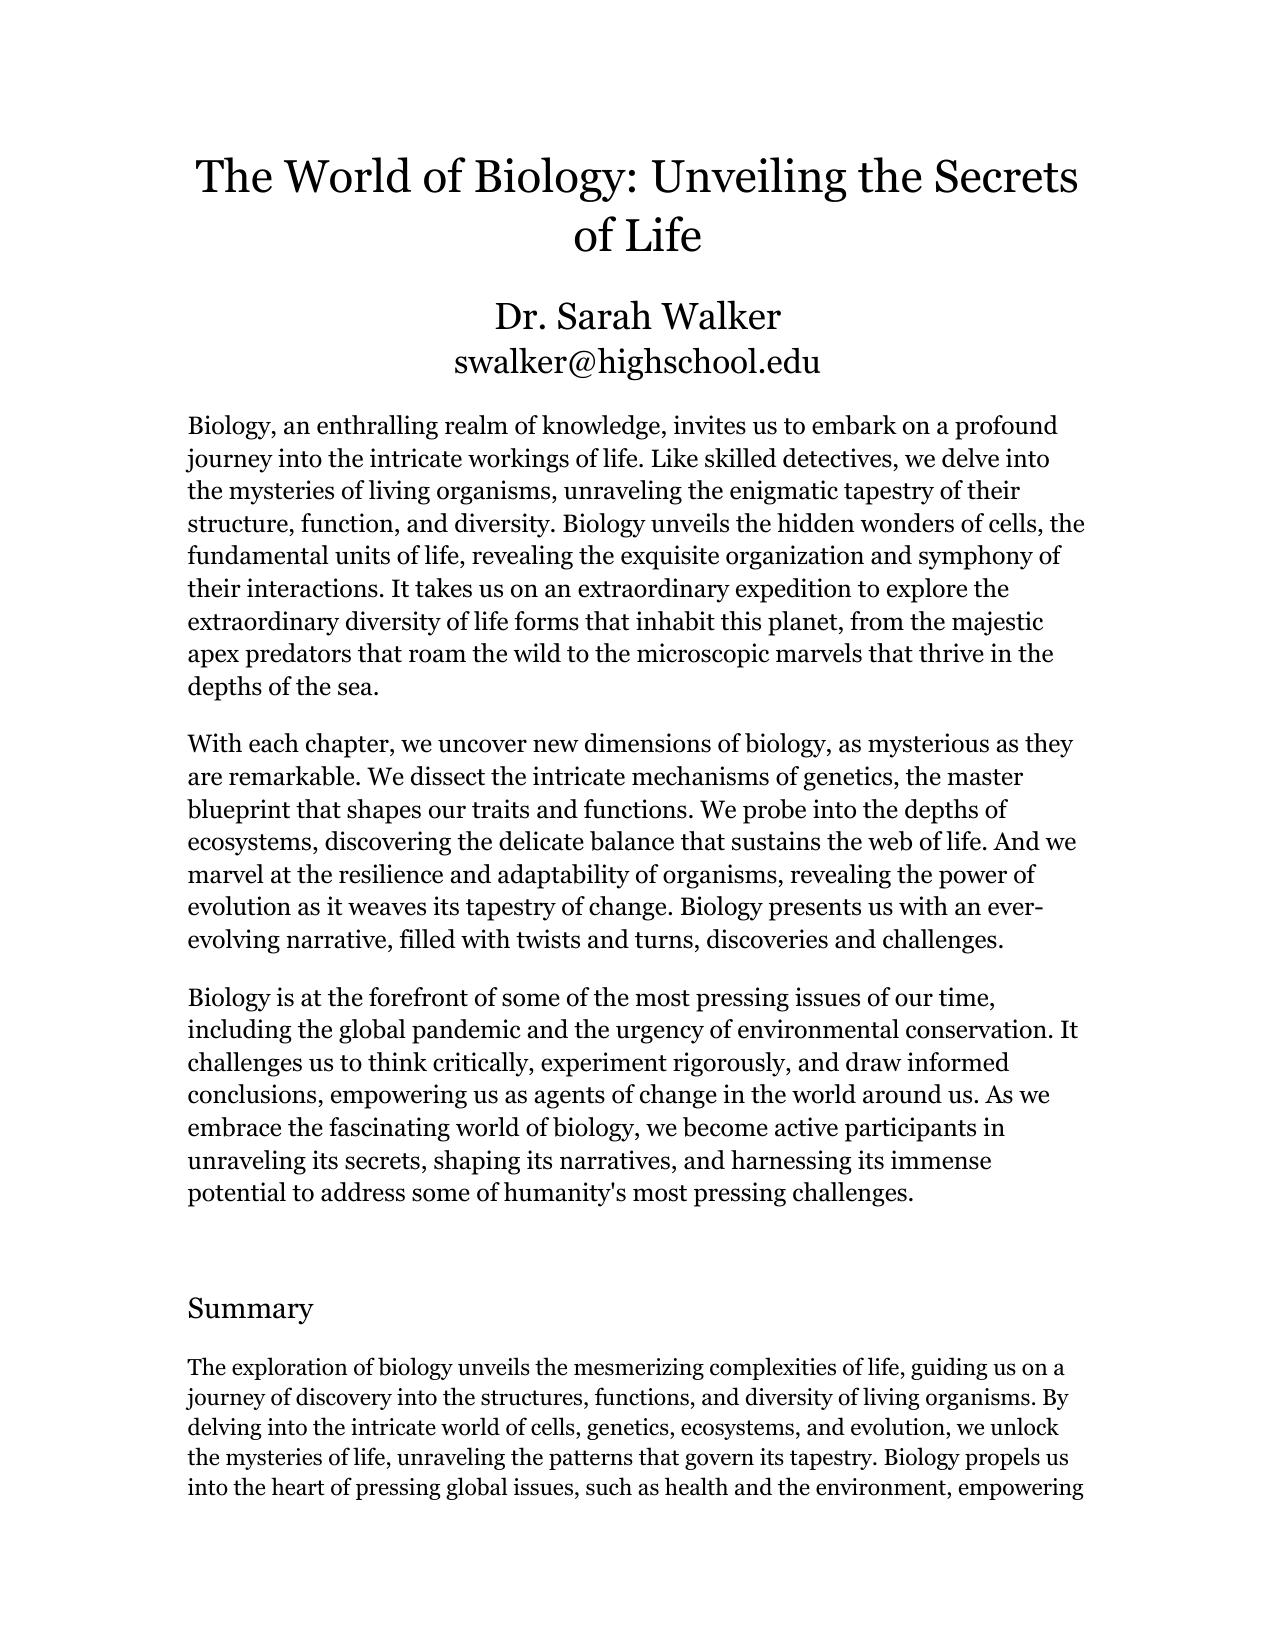 The World of Biology: Unveiling the Secrets
of Life
Dr. Sarah Walker
swalker@highschool.edu
Biology, an enthralling realm of knowledge, invites us to embark on a profound
journey into the intricate workings of life. Like skilled detectives, we delve into
the mysteries of living organisms, unraveling the enigmatic tapestry of their
structure, function, and diversity. Biology unveils the hidden wonders of cells, the
fundamental units of life, revealing the exquisite organization and symphony of
their interactions. It takes us on an extraordinary expedition to explore the
extraordinary diversity of life forms that inhabit this planet, from the majestic
apex predators that roam the wild to the microscopic marvels that thrive in the
depths of the sea.
With each chapter, we uncover new dimensions of biology, as mysterious as they
are remarkable. We dissect the intricate mechanisms of genetics, the master
blueprint that shapes our traits and functions. We probe into the depths of
ecosystems, discovering the delicate balance that sustains the web of life. And we
marvel at the resilience and adaptability of organisms, revealing the power of
evolution as it weaves its tapestry of change. Biology presents us with an ever-
evolving narrative, filled with twists and turns, discoveries and challenges.
Biology is at the forefront of some of the most pressing issues of our time,
including the global pandemic and the urgency of environmental conservation. It
challenges us to think critically, experiment rigorously, and draw informed
conclusions, empowering us as agents of change in the world around us. As we
embrace the fascinating world of biology, we become active participants in
unraveling its secrets, shaping its narratives, and harnessing its immense
potential to address some of humanity's most pressing challenges.
Summary
The exploration of biology unveils the mesmerizing complexities of life, guiding us on a
journey of discovery into the structures, functions, and diversity of living organisms. By
delving into the intricate world of cells, genetics, ecosystems, and evolution, we unlock
the mysteries of life, unraveling the patterns that govern its tapestry. Biology propels us
into the heart of pressing global issues, such as health and the environment, empowering